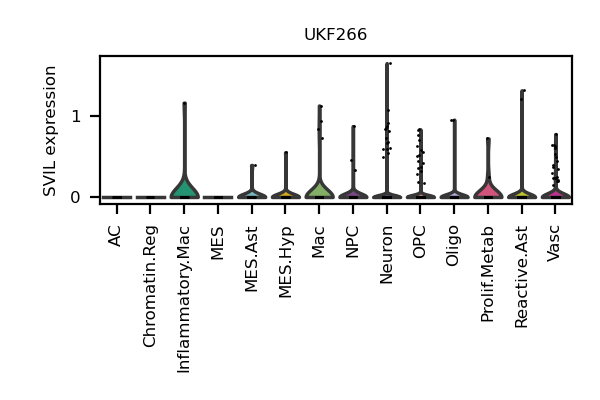 UKF266
SVIL expression
1
0
AC
Chromatin.Reg
Inflammatory.Mac
MES
MES.Ast
MES.Hyp
Mac
NPC
Neuron
OPC
Oligo
Prolif.Metab
Reactive.Ast
Vasc